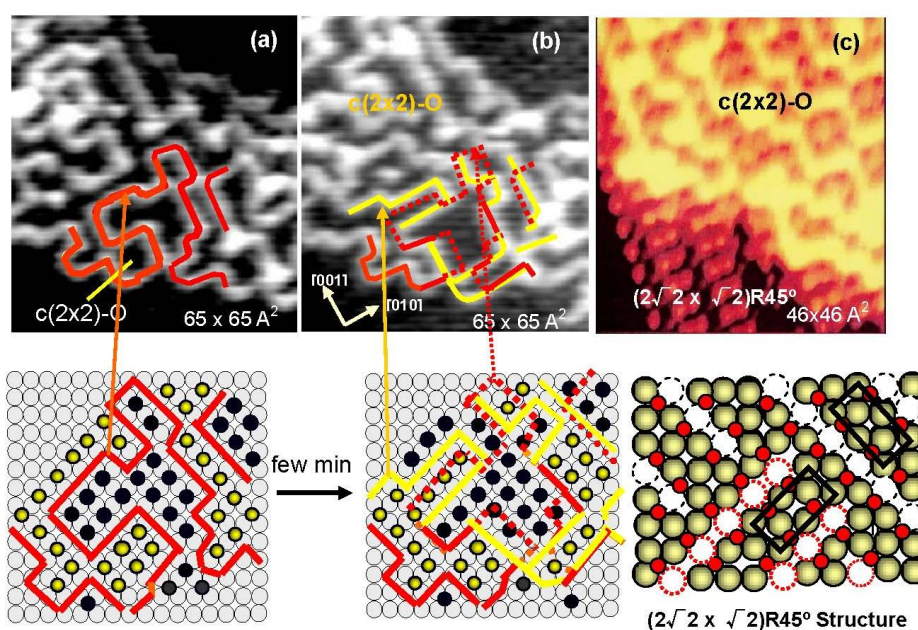 (a)
c(2x2)-O
65 x 65 A²
(b)
c(2x2)-O
[001]
[010]
65 x 65 A²
(c)
c(2x2)-O
(2√2 x √2)R45º
46x46 A²
few min
(2√2 x √2)R45º Structure